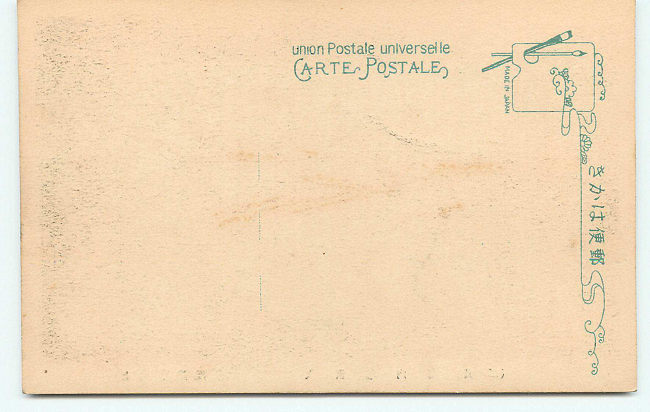 union Postale universelle
CARTE POSTALE
MADE IN JAPAN
きかは便郵